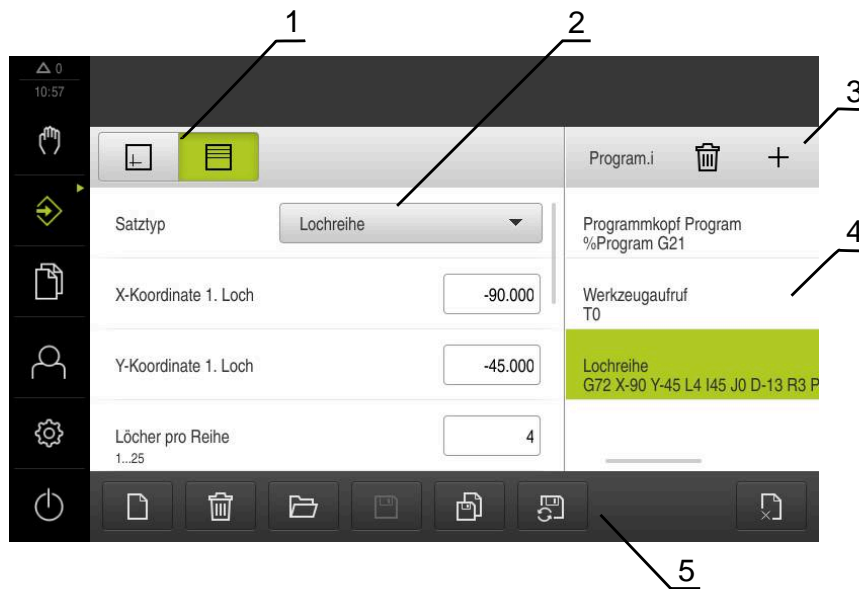 1
2
3
4
5
0
10:57
Program.i
Satztyp
Lochreihe
X-Koordinate 1. Loch
-90.000
Y-Koordinate 1. Loch
-45.000
Löcher pro Reihe
1...25
4
Programmkopf Program
%Program G21
Werkzeugaufruf
T0
Lochreihe
G72 X-90 Y-45 L4 I45 J0 D-13 R3 P